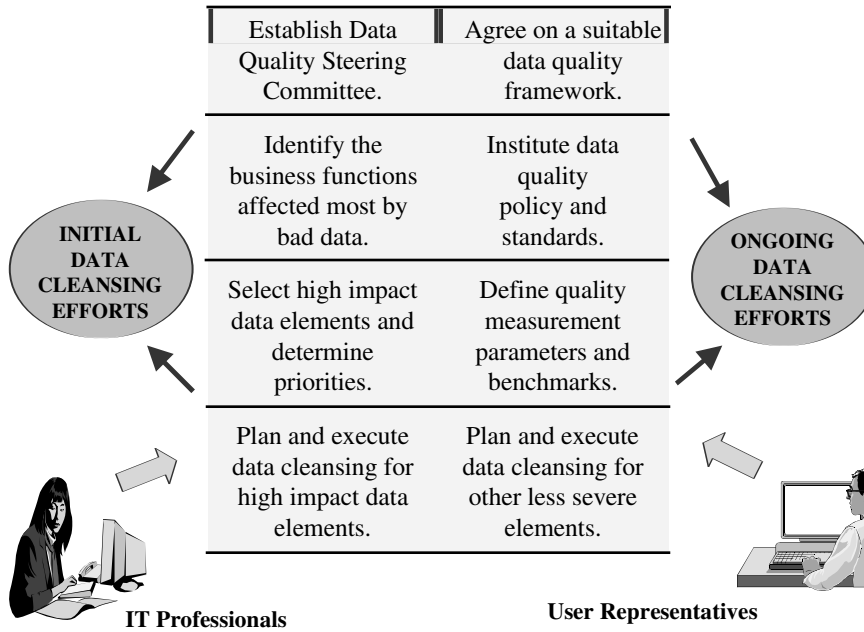 Establish Data
Quality Steering
Committee.
Agree on a suitable
data quality
framework.
Identify the
business functions
affected most by
bad data.
Institute data
quality
policy and
standards.
INITIAL
DATA
CLEANSING
EFFORTS
ONGOING
DATA
CLEANSING
EFFORTS
Select high impact
data elements and
determine
priorities.
Define quality
measurement
parameters and
benchmarks.
Plan and execute
data cleansing for
high impact data
elements.
Plan and execute
data cleansing for
other less severe
elements.
IT Professionals
User Representatives